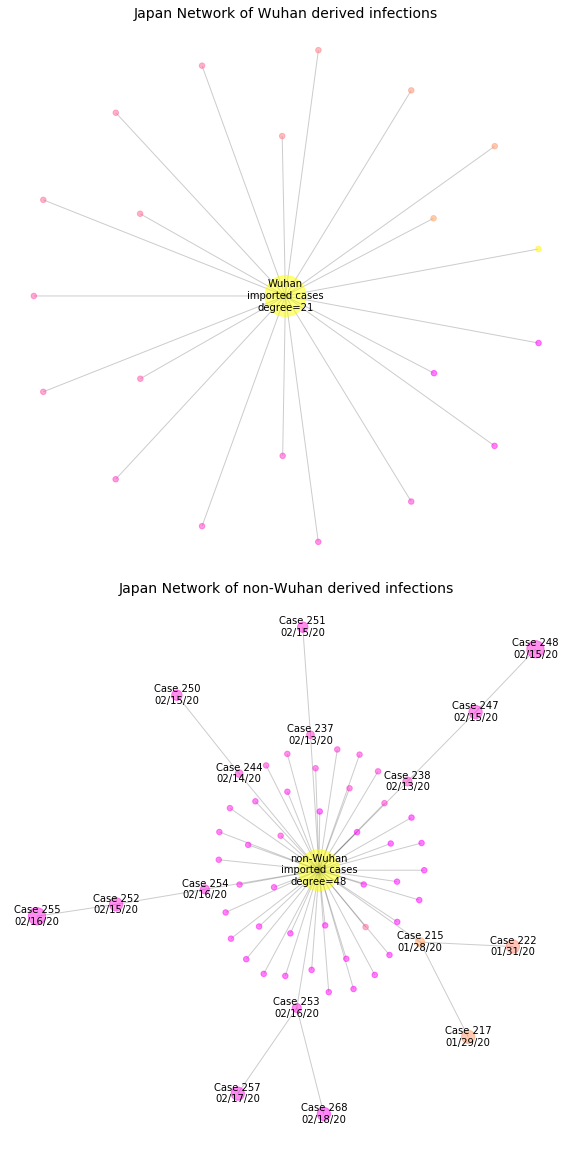 Japan Network of Wuhan derived infections
Wuhan
imported cases
degree=21
Japan Network of non-Wuhan derived infections
Case 251
02/15/20
Case 248
02/15/20
Case 250
02/15/20
Case 247
02/15/20
Case 237
02/13/20
Case 244
02/14/20
Case 238
02/13/20
non-Wuhan
imported cases
degree=48
Case 254
02/16/20
Case 252
02/15/20
Case 255
02/16/20
Case 215
01/28/20
Case 222
01/31/20
Case 253
02/16/20
Case 217
01/29/20
Case 257
02/17/20
Case 268
02/18/20